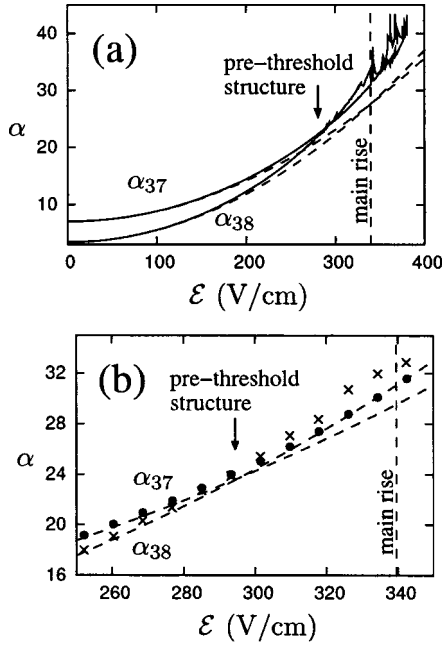 (a)
40
30
20
10
α
pre−threshold
structure
α37
α38
main rise
0
100
200
300
400
ℰ (V/cm)
(b)
32
28
24
20
16
α
pre−threshold
structure
α37
α38
main rise
260
280
300
320
340
ℰ (V/cm)